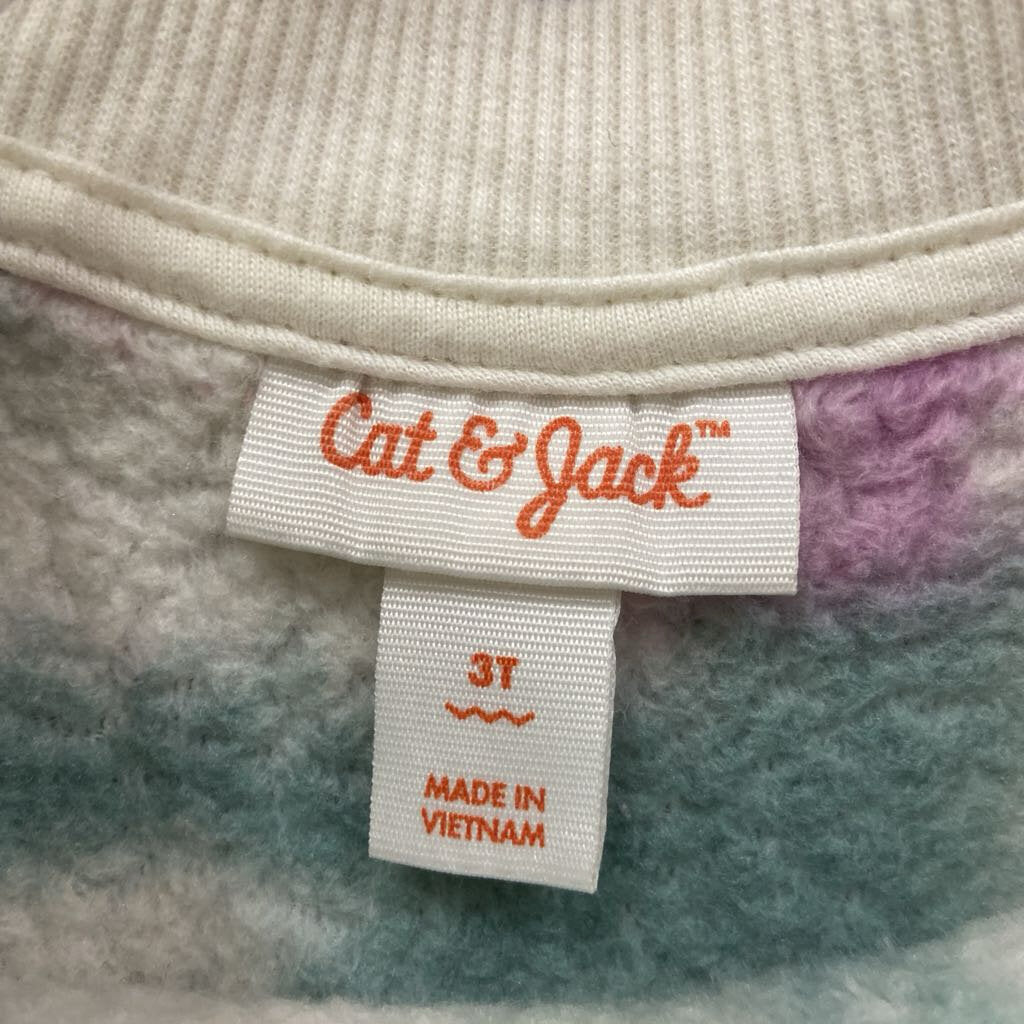 Cat & Jack™
3T
MADE IN
VIETNAM